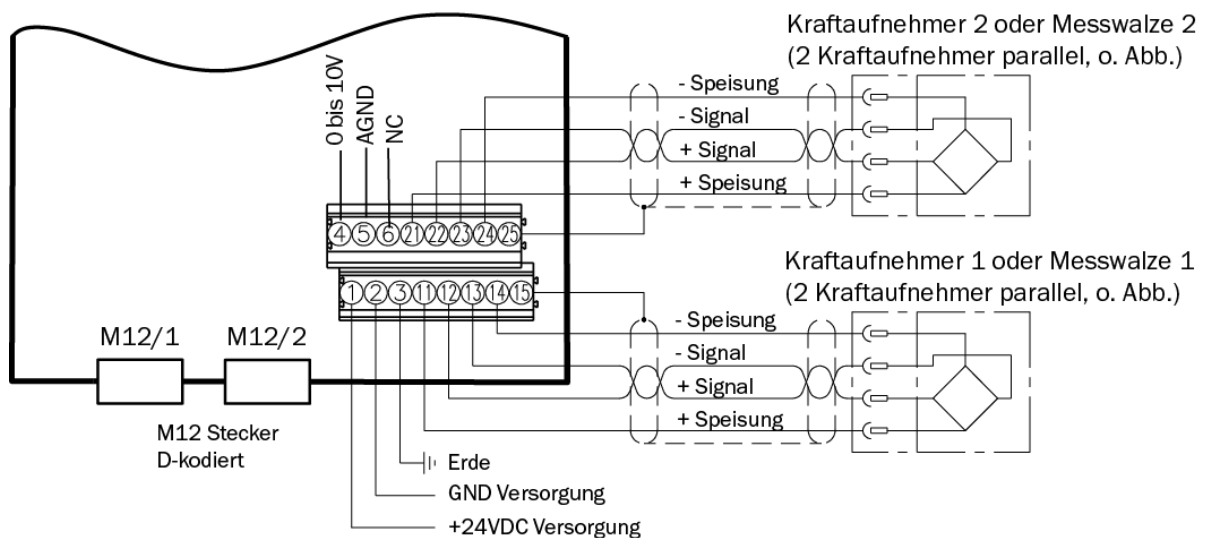 Kraftaufnehmer 2 oder Messwalze 2
(2 Kraftaufnehmer parallel, o. Abb.)
0 bis 10V
AGND
NC
- Speisung
- Signal
+ Signal
+ Speisung
4 5 6 21 22 23 24 25
Kraftaufnehmer 1 oder Messwalze 1
(2 Kraftaufnehmer parallel, o. Abb.)
1 2 3 11 12 13 14 15
- Speisung
- Signal
+ Signal
+ Speisung
M12/1
M12/2
M12 Stecker
D-kodiert
Erde
GND Versorgung
+24VDC Versorgung